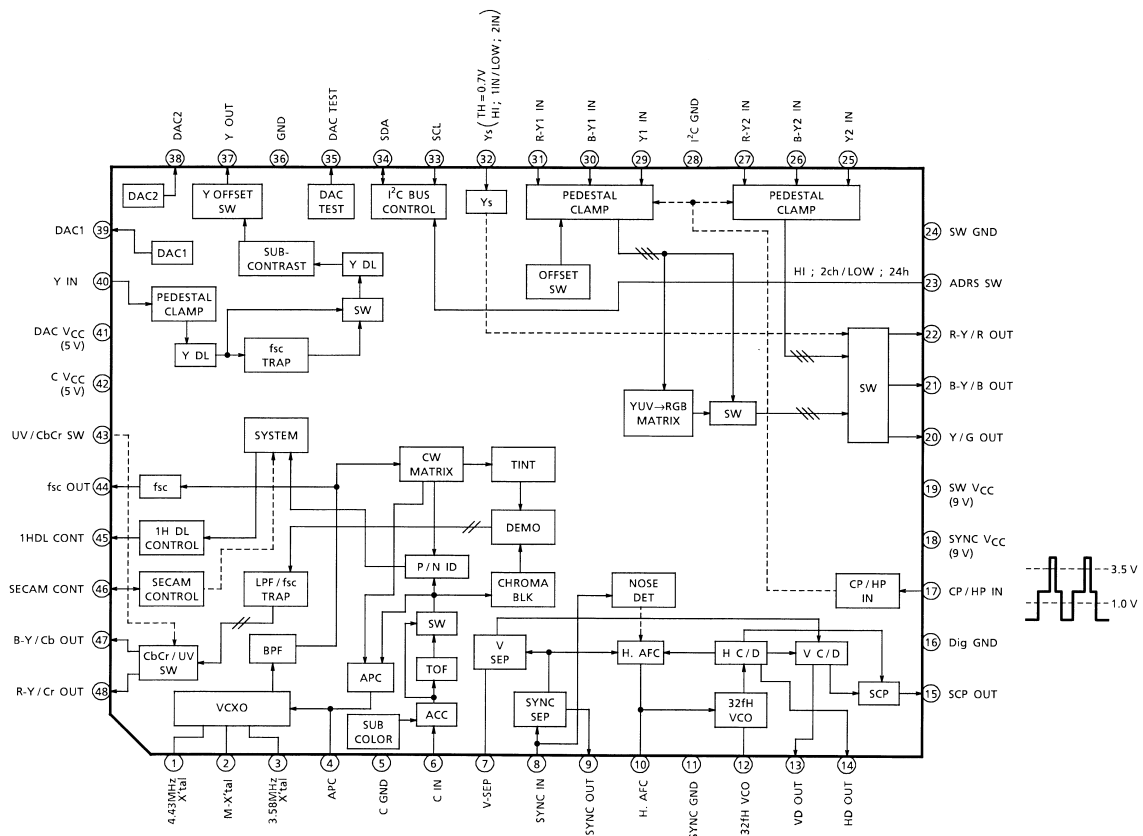 DAC2
Y OUT
GND
DAC TEST
SDA
SCL
Ys ( TH=0.7V
HI ; 1IN/LOW ; 2IN )
R-Y1 IN
B-Y1 IN
Y1 IN
I²C GND
R-Y2 IN
B-Y2 IN
Y2 IN
38 37 36 35 34 33 32 31 30 29 28 27 26 25
DAC2
Y OFFSET
SW
DAC
TEST
I²C BUS
CONTROL
Ys
PEDESTAL
CLAMP
PEDESTAL
CLAMP
DAC1 39
DAC1
SUB-
CONTRAST
Y DL
OFFSET
SW
24 SW GND
HI ; 2ch/LOW ; 24h
23 ADRS SW
Y IN 40
PEDESTAL
CLAMP
SW
DAC VCC
(5 V) 41
Y DL
fsc
TRAP
22 R-Y/R OUT
SW
C VCC
(5 V) 42
YUV→RGB
MATRIX
SW
21 B-Y/B OUT
20 Y/G OUT
UV/CbCr SW 43
SYSTEM
CW
MATRIX
TINT
fsc OUT 44
fsc
19 SW VCC
(9 V)
1HDL CONT 45
1H DL
CONTROL
DEMO
18 SYNC VCC
(9 V)
SECAM CONT 46
SECAM
CONTROL
LPF/fsc
TRAP
P/N ID
CHROMA
BLK
NOSE
DET
CP/HP
IN
17 CP/HP IN
3.5 V
1.0 V
B-Y/Cb OUT 47
CbCr/UV
SW
BPF
SW
V
SEP
H. AFC
H C/D
V C/D
16 Dig GND
R-Y/Cr OUT 48
APC
TOF
SCP
15 SCP OUT
VCXO
SUB
COLOR
ACC
SYNC
SEP
32fH
VCO
1 2 3 4 5 6 7 8 9 10 11 12 13 14
4.43MHz
X'tal
M-X'tal
3.58MHz
X'tal
APC
C GND
C IN
V-SEP
SYNC IN
SYNC OUT
H. AFC
SYNC GND
32fH VCO
VD OUT
HD OUT